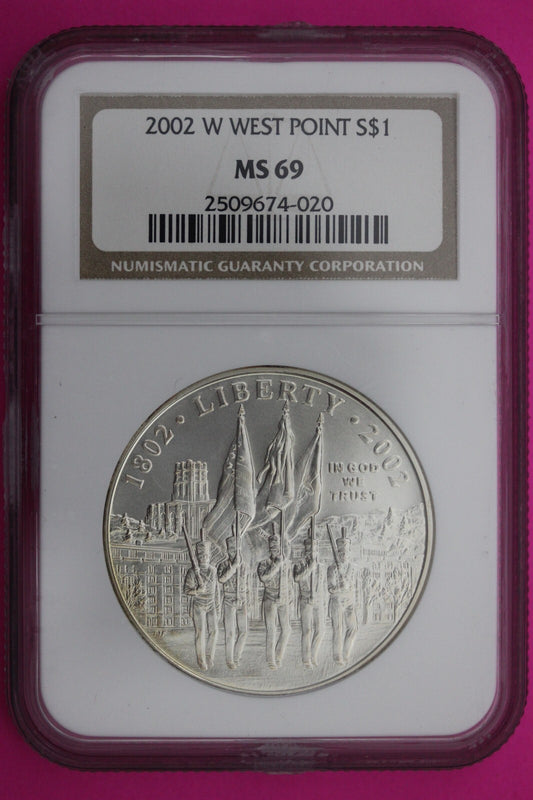 2002 W WEST POINT S$1
MS 69
2509674-020
NUMISMATIC GUARANTY CORPORATION
1802 · LIBERTY · 2002
IN GOD
WE
TRUST